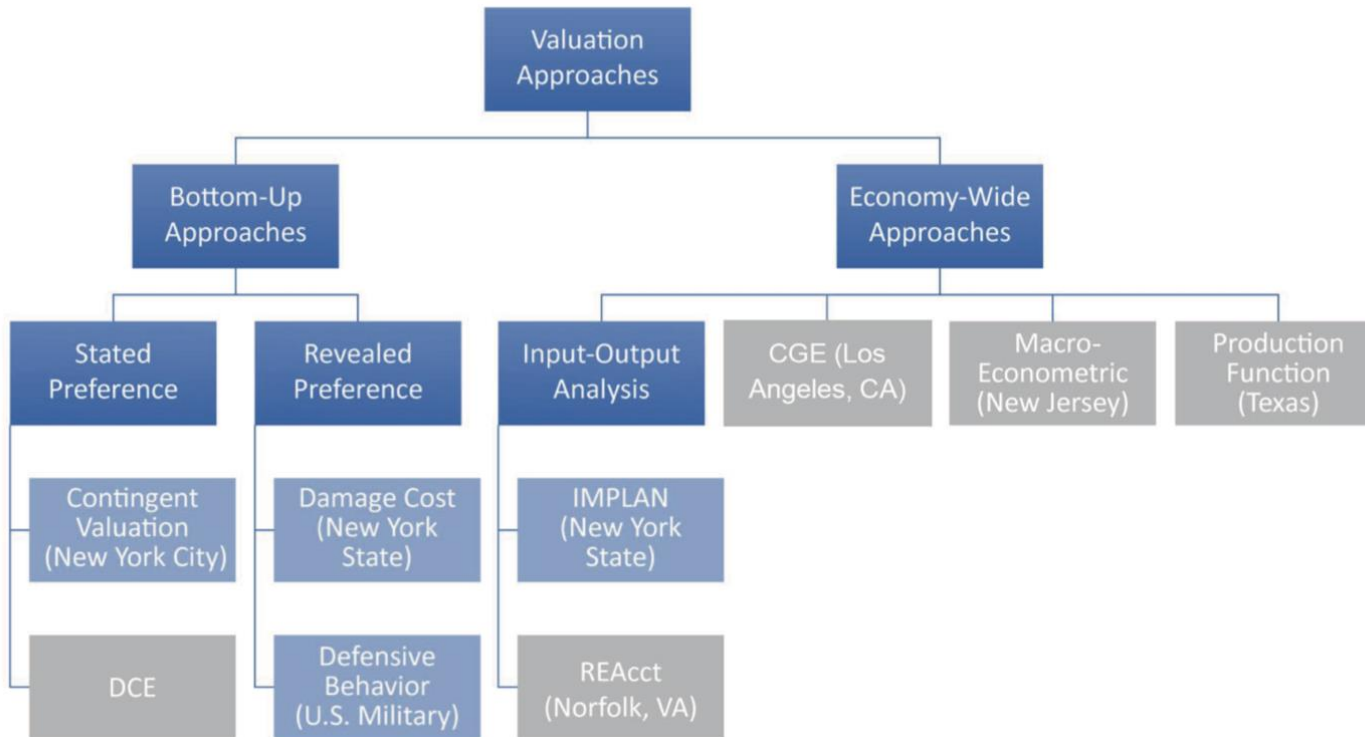 Valuation
Approaches
Bottom-Up
Approaches
Economy-Wide
Approaches
Stated
Preference
Revealed
Preference
Input-Output
Analysis
CGE (Los
Angeles, CA)
Macro-
Econometric
(New Jersey)
Production
Function
(Texas)
Contingent
Valuation
(New York City)
Damage Cost
(New York
State)
IMPLAN
(New York
State)
DCE
Defensive
Behavior
(U.S. Military)
REAcct
(Norfolk, VA)